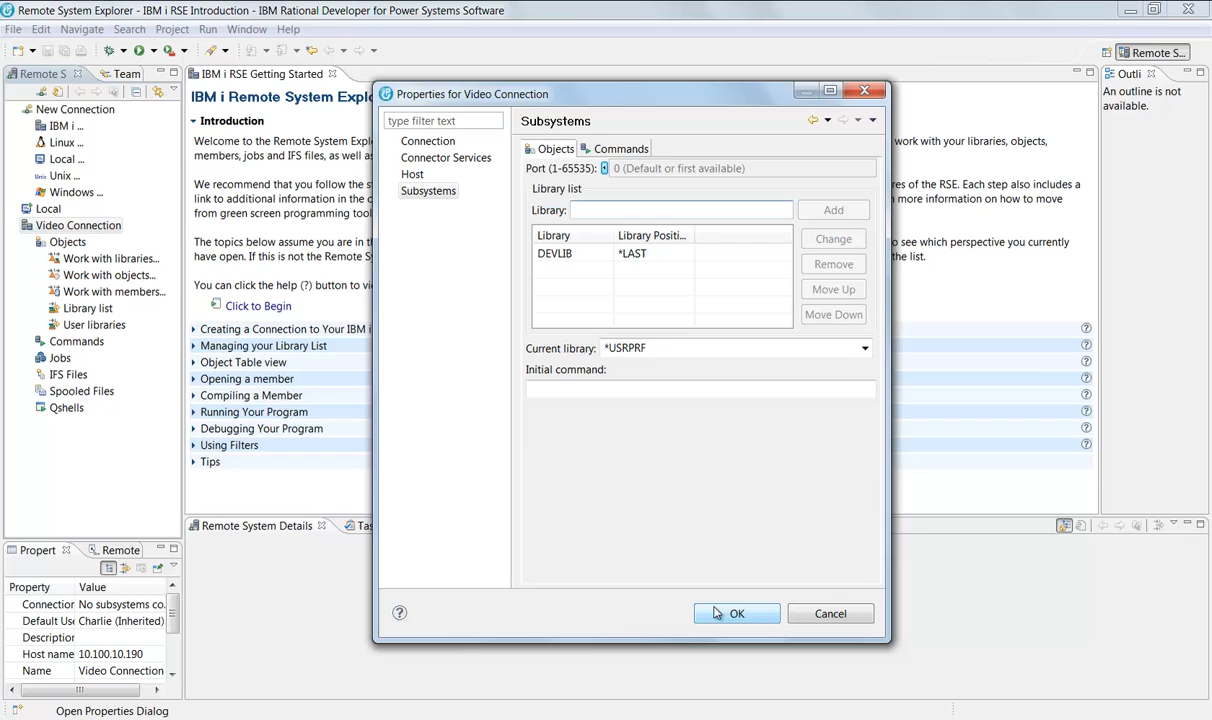 Remote System Explorer - IBM i RSE Introduction - IBM Rational Developer for Power Systems Software
File Edit Navigate Search Project Run Window Help
Remote S...
Remote S
Team
New Connection
IBM i ...
Linux ...
Local ...
Unix ...
Windows ...
Local
Video Connection
Objects
Work with libraries...
Work with objects...
Work with members...
Library list
User libraries
Commands
Jobs
IFS Files
Spooled Files
Qshells
IBM i RSE Getting Started
IBM i Remote System Explo
Introduction
Welcome to the Remote System Explo
work with your libraries, objects,
members, jobs and IFS files, as well as
We recommend that you follow the s
res of the RSE. Each step also includes a
link to additional information in the c
more information on how to move
from green screen programming tool
The topics below assume you are in t
to see which perspective you currently
have open. If this is not the Remote S
the list.
You can click the help (?) button to vi
Click to Begin
Creating a Connection to Your IBM i
Managing your Library List
Object Table view
Opening a member
Compiling a Member
Running Your Program
Debugging Your Program
Using Filters
Tips
Properties for Video Connection
type filter text
Connection
Connector Services
Host
Subsystems
Subsystems
Objects
Commands
Port (1-65535):
0 (Default or first available)
Library list
Library:
Add
Library
Library Positi...
DEVLIB
*LAST
Change
Remove
Move Up
Move Down
Current library:
*USRPRF
Initial command:
?
OK
Cancel
Outli
An outline is not
available.
Remote System Details
Tas
Propert
Remote
Property
Value
Connection
No subsystems co...
Default Use
Charlie (Inherited)
Description
Host name
10.100.10.190
Name
Video Connection
Open Properties Dialog